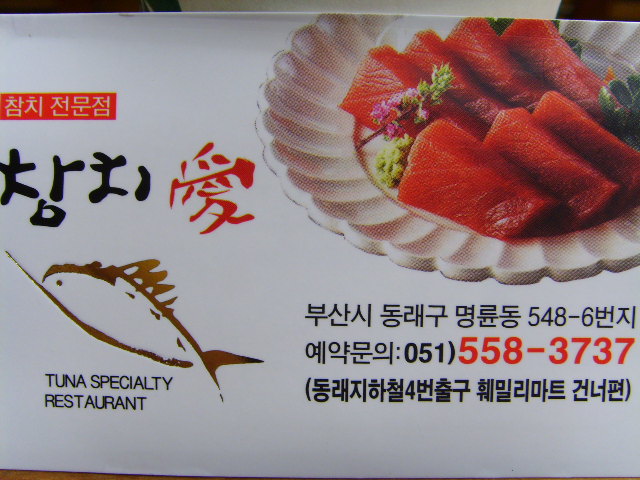 참치 전문점
참치 愛
TUNA SPECIALTY
RESTAURANT
부산시 동래구 명륜동 548-6번지
예약문의: 051)558-3737
(동래지하철4번출구 훼밀리마트 건너편)